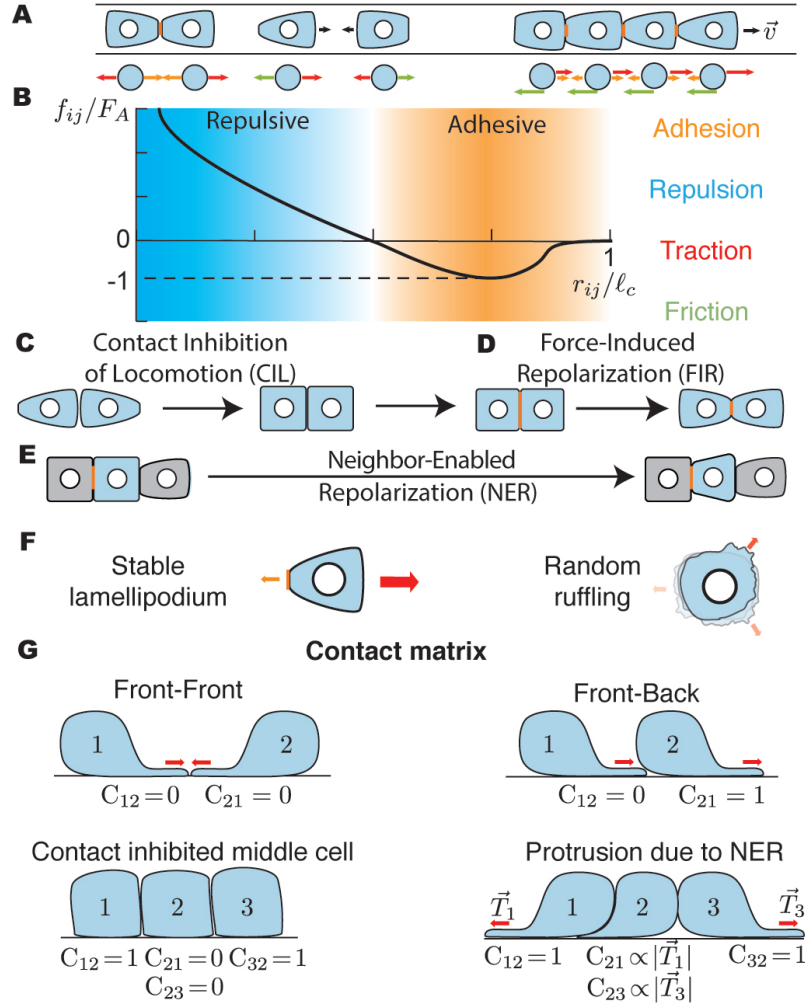 A
v⃗
B
f_ij/F_A
Repulsive
Adhesive
Adhesion
Repulsion
0
1
Traction
-1
r_ij/ℓ_c
Friction
C
Contact Inhibition
of Locomotion (CIL)
D
Force-Induced
Repolarization (FIR)
E
Neighbor-Enabled
Repolarization (NER)
F
Stable
lamellipodium
Random
ruffling
G
Contact matrix
Front-Front
Front-Back
1
2
1
2
C₁₂=0
C₂₁=0
C₁₂=0
C₂₁=1
Contact inhibited middle cell
Protrusion due to NER
1
2
3
T⃗₁
1
2
3
T⃗₃
C₁₂=1 C₂₁=0 C₃₂=1
C₂₃=0
C₁₂=1
C₂₁∝|T⃗₁|
C₃₂=1
C₂₃∝|T⃗₃|